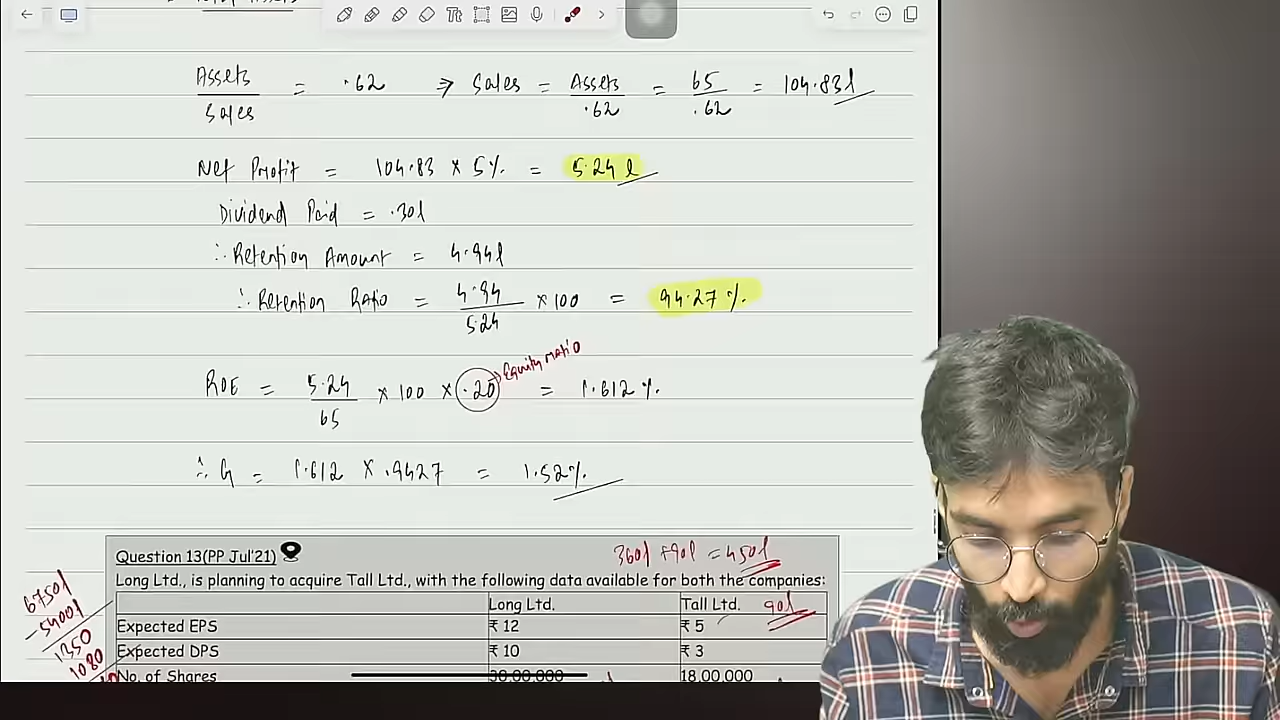 Assets / Sales = .62 ⇒ Sales = Assets / .62 = 65 / .62 = 104.83l
Net Profit = 104.83 × 5% = 5.24 l
Dividend Paid = .30l
∴ Retention Amount = 4.94l
∴ Retention Ratio = 4.94 / 5.24 × 100 = 94.27 %
ROE = 5.24 / 65 × 100 × .20 = 1.612 %
Equity Ratio
∴ G = 1.612 × .9427 = 1.52%
Question 13(PP Jul'21)
360l + 90l = 450l
Long Ltd., is planning to acquire Tall Ltd., with the following data available for both the companies:
Long Ltd. Tall Ltd. 90l
Expected EPS ₹ 12 ₹ 5
Expected DPS ₹ 10 ₹ 3
No. of Shares 30,00,000 18,00,000
6750l
- 5400l
1350
1080